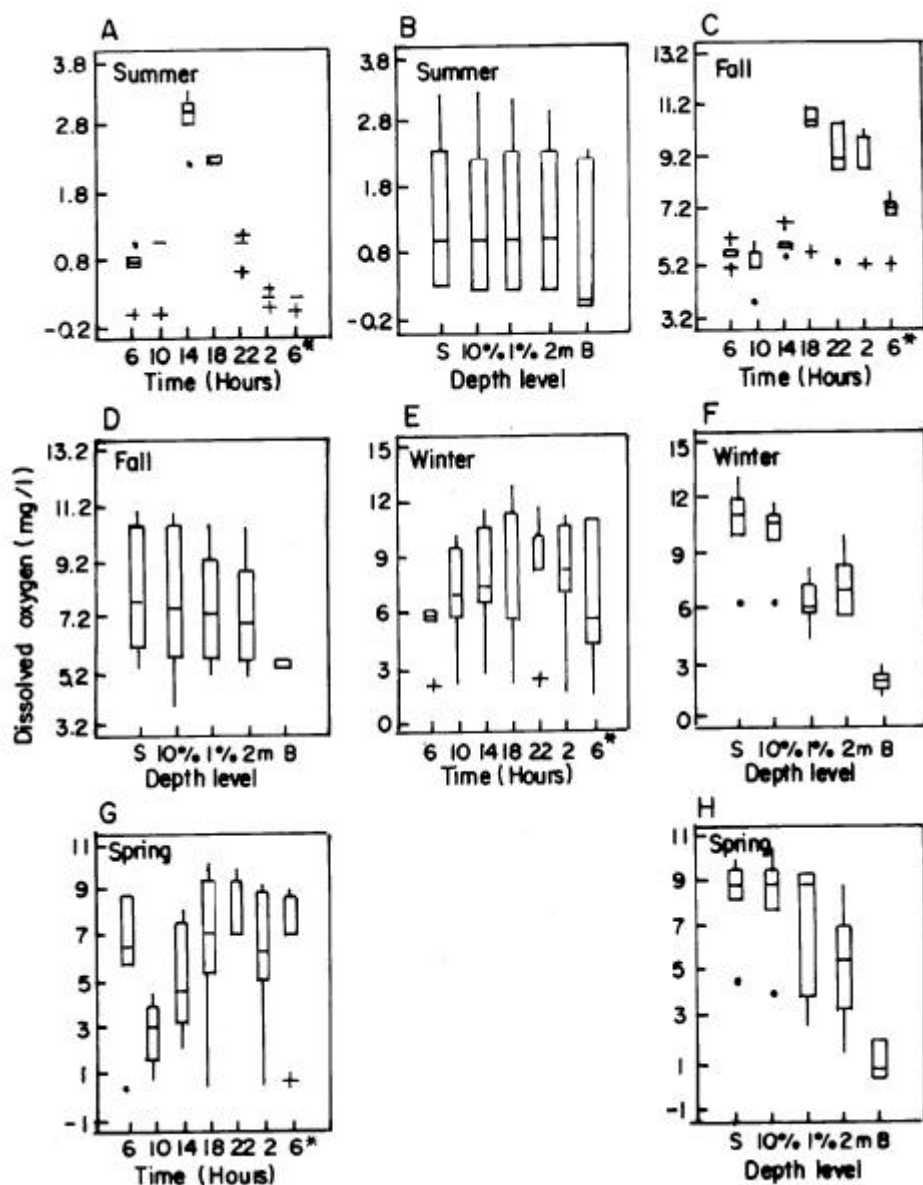 A
Summer
3.8
2.8
1.8
0.8
-0.2
6 10 14 18 22 2 6*
Time (Hours)
B
Summer
3.8
2.8
1.8
0.8
-0.2
S 10% 1% 2m B
Depth level
C
Fall
13.2
11.2
9.2
7.2
5.2
3.2
6 10 14 18 22 2 6*
Time (Hours)
Dissolved oxygen (mg/l)
D
Fall
13.2
11.2
9.2
7.2
5.2
3.2
S 10% 1% 2m B
Depth level
E
Winter
15
12
9
6
3
0
6 10 14 18 22 2 6*
Time (Hours)
F
Winter
15
12
9
6
3
0
S 10% 1% 2m B
Depth level
G
Spring
11
9
7
5
3
1
-1
6 10 14 18 22 2 6*
Time (Hours)
H
Spring
11
9
7
5
3
1
-1
S 10% 1% 2m B
Depth level